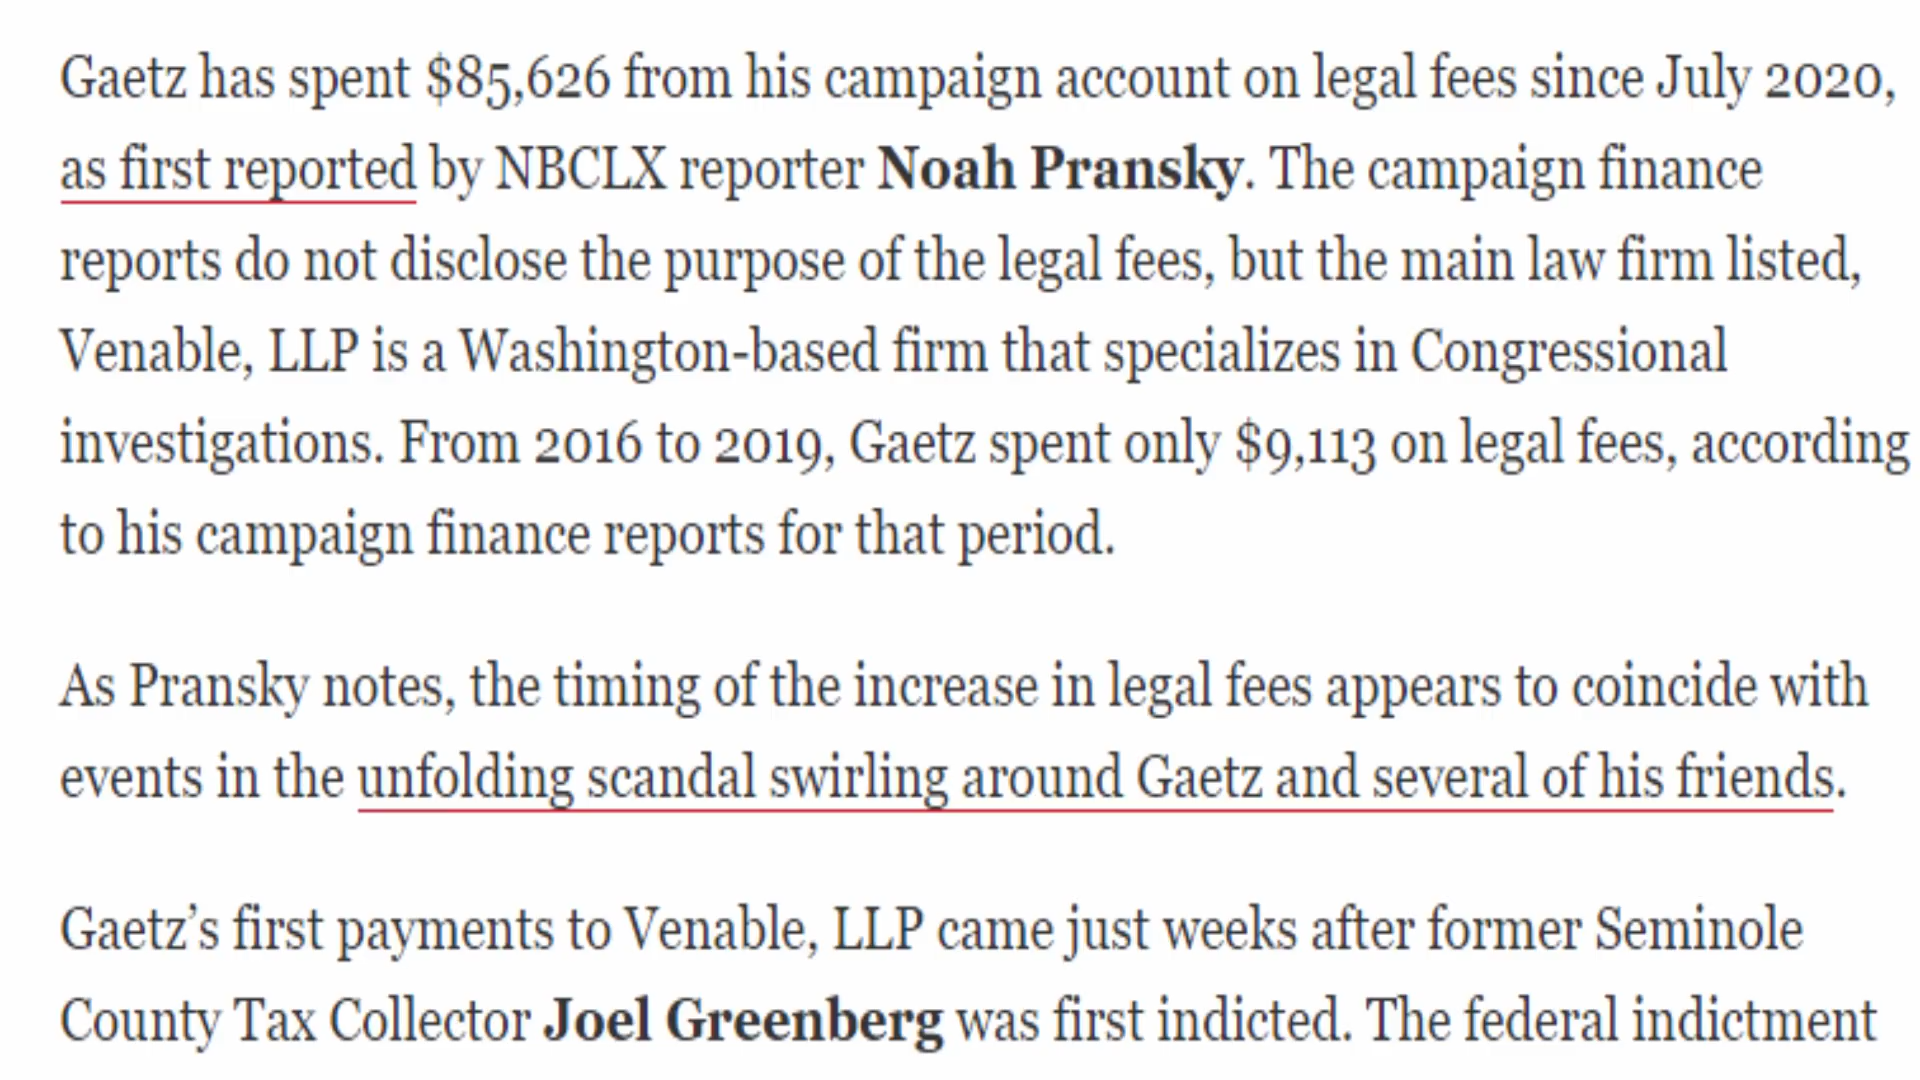 Gaetz has spent $85,626 from his campaign account on legal fees since July 2020,
as first reported by NBCLX reporter Noah Pransky. The campaign finance
reports do not disclose the purpose of the legal fees, but the main law firm listed,
Venable, LLP is a Washington-based firm that specializes in Congressional
investigations. From 2016 to 2019, Gaetz spent only $9,113 on legal fees, according
to his campaign finance reports for that period.
As Pransky notes, the timing of the increase in legal fees appears to coincide with
events in the unfolding scandal swirling around Gaetz and several of his friends.
Gaetz’s first payments to Venable, LLP came just weeks after former Seminole
County Tax Collector Joel Greenberg was first indicted. The federal indictment